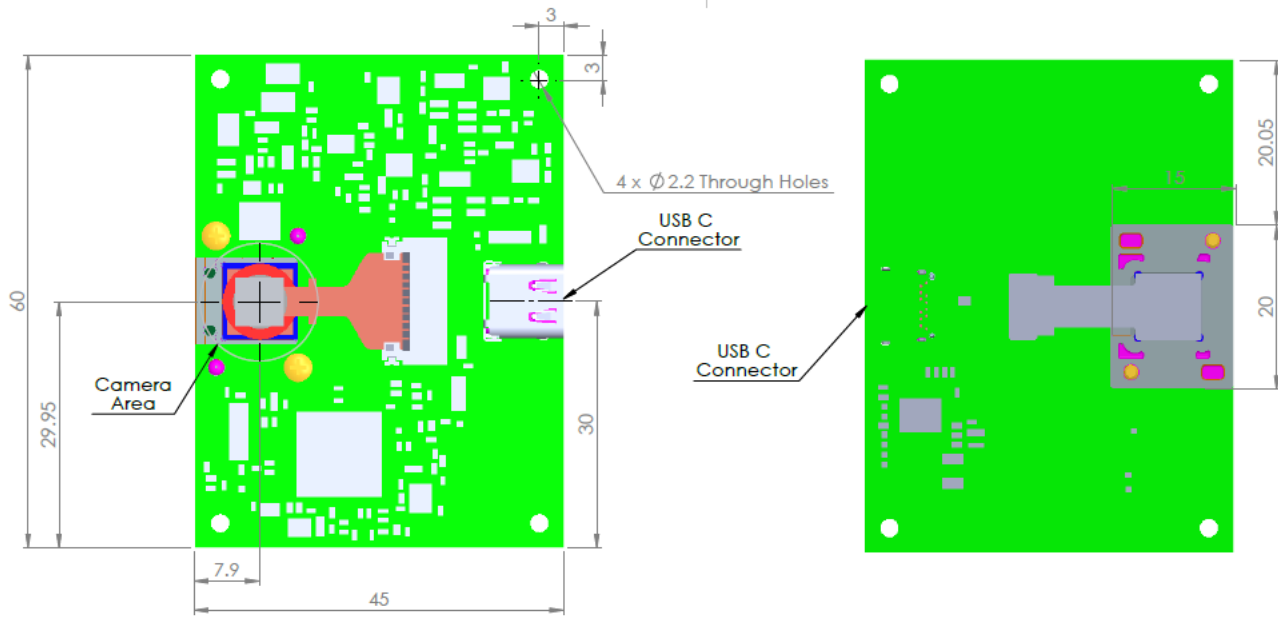 3
3
4 x Ø 2.2 Through Holes
USB C
Connector
60
29.95
Camera
Area
30
7.9
45
20.05
15
20
USB C
Connector